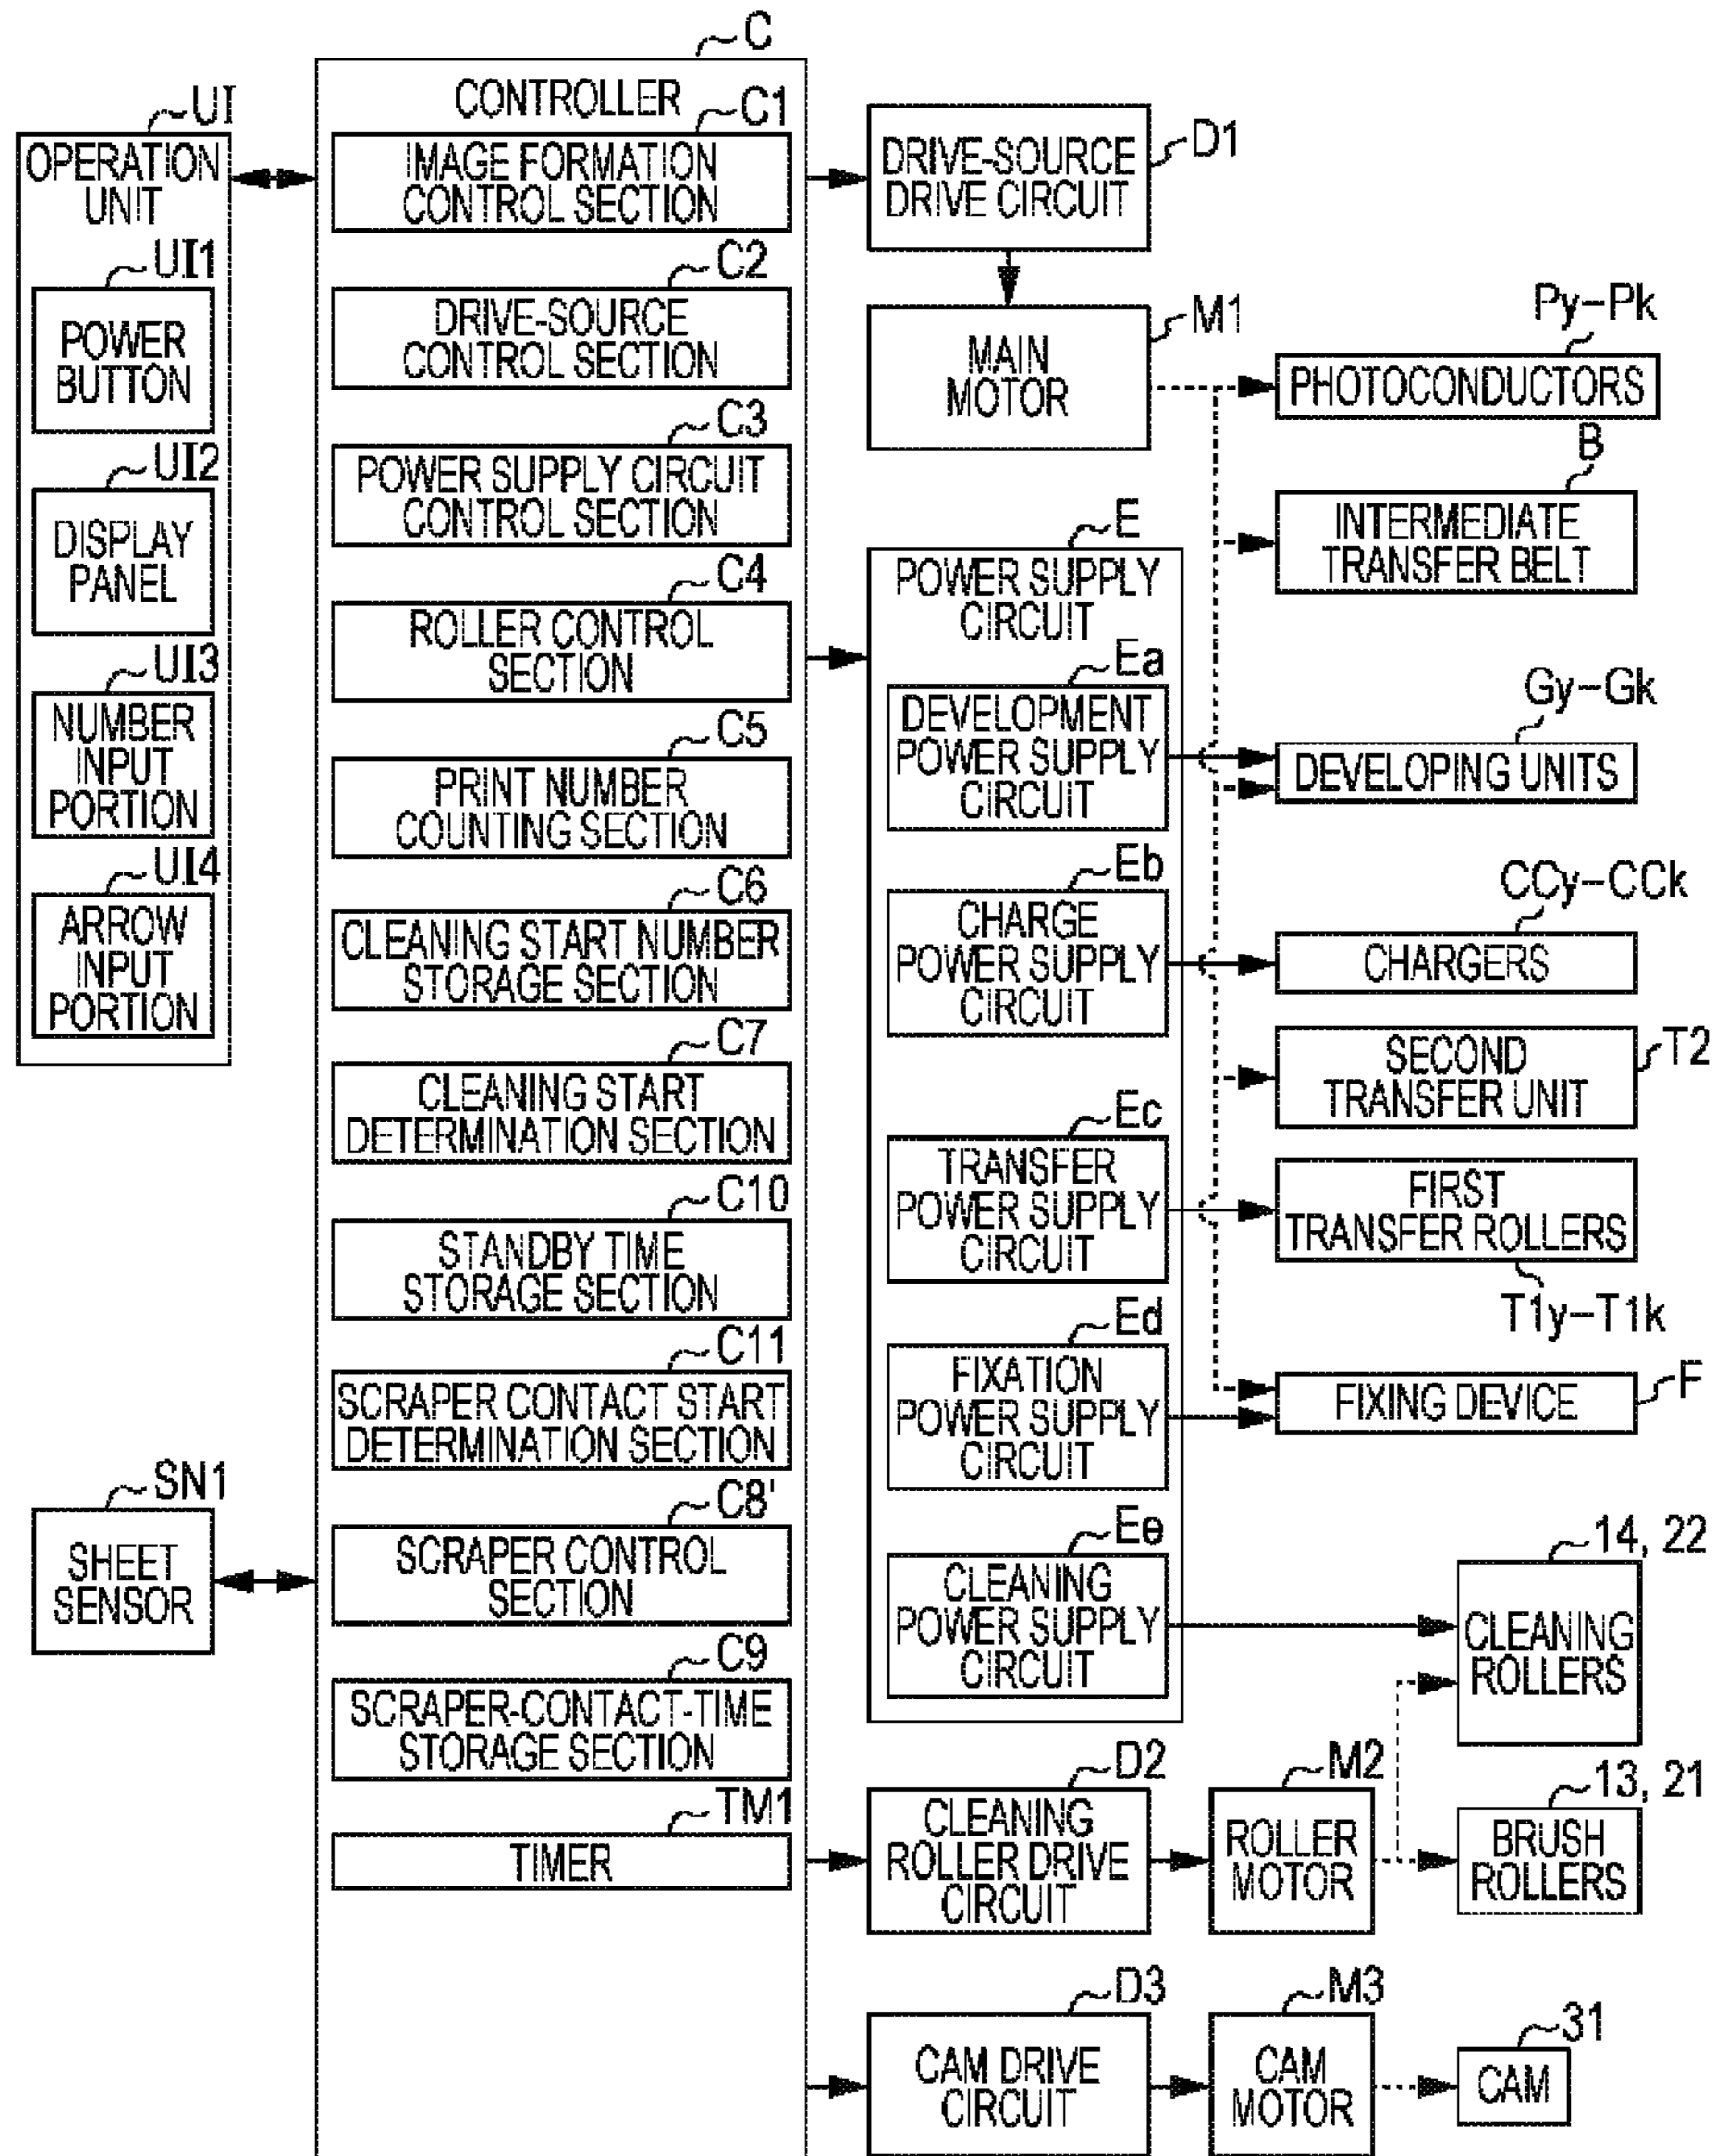 UI
OPERATION
UNIT
UI1
POWER
BUTTON
UI2
DISPLAY
PANEL
UI3
NUMBER
INPUT
PORTION
UI4
ARROW
INPUT
PORTION
SN1
SHEET
SENSOR
C
CONTROLLER
C1
IMAGE FORMATION
CONTROL SECTION
C2
DRIVE-SOURCE
CONTROL SECTION
C3
POWER SUPPLY CIRCUIT
CONTROL SECTION
C4
ROLLER CONTROL
SECTION
C5
PRINT NUMBER
COUNTING SECTION
C6
CLEANING START NUMBER
STORAGE SECTION
C7
CLEANING START
DETERMINATION SECTION
C10
STANDBY TIME
STORAGE SECTION
C11
SCRAPER CONTACT START
DETERMINATION SECTION
C8'
SCRAPER CONTROL
SECTION
C9
SCRAPER-CONTACT-TIME
STORAGE SECTION
TM1
TIMER
D1
DRIVE-SOURCE
DRIVE CIRCUIT
M1
MAIN
MOTOR
E
POWER SUPPLY
CIRCUIT
Ea
DEVELOPMENT
POWER SUPPLY
CIRCUIT
Eb
CHARGE
POWER SUPPLY
CIRCUIT
Ec
TRANSFER
POWER SUPPLY
CIRCUIT
Ed
FIXATION
POWER SUPPLY
CIRCUIT
Ee
CLEANING
POWER SUPPLY
CIRCUIT
D2
CLEANING
ROLLER DRIVE
CIRCUIT
M2
ROLLER
MOTOR
D3
CAM DRIVE
CIRCUIT
M3
CAM
MOTOR
Py-Pk
PHOTOCONDUCTORS
B
INTERMEDIATE
TRANSFER BELT
Gy-Gk
DEVELOPING UNITS
CCy-CCk
CHARGERS
SECOND
TRANSFER UNIT
T2
FIRST
TRANSFER ROLLERS
T1y-T1k
FIXING DEVICE
F
14, 22
CLEANING
ROLLERS
13, 21
BRUSH
ROLLERS
31
CAM